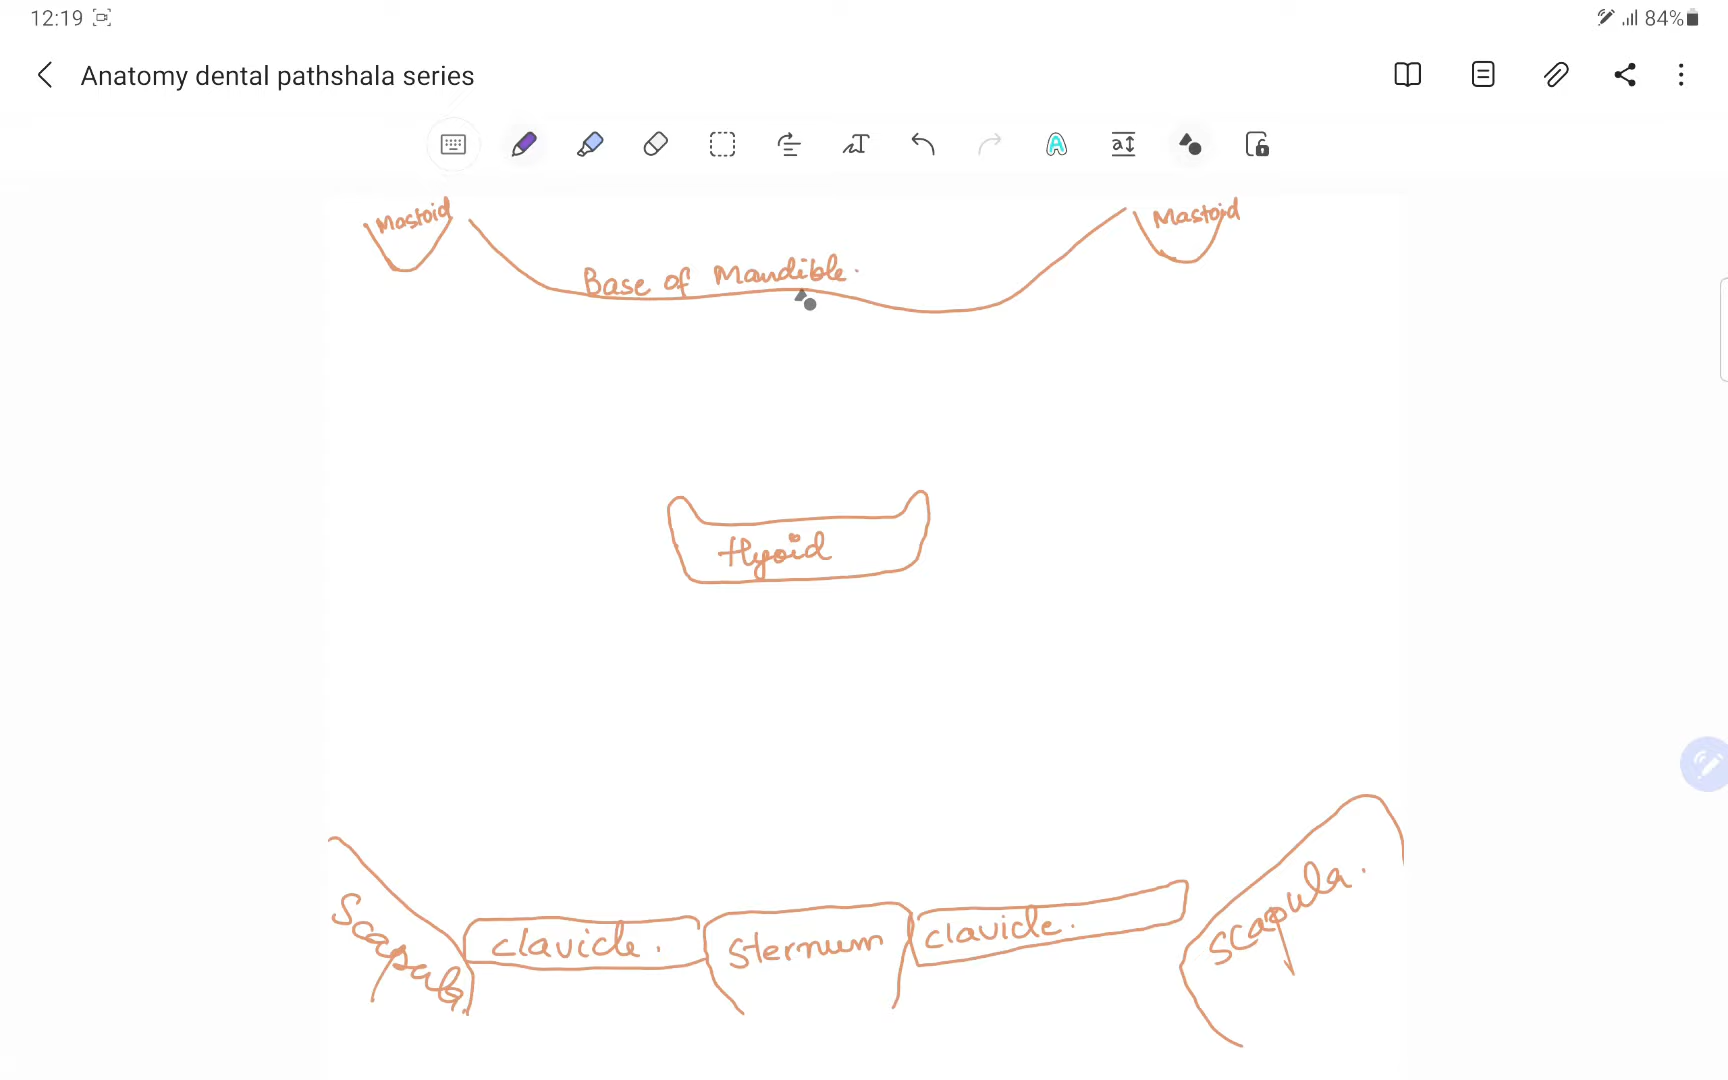 12:19
84%
Anatomy dental pathshala series
Mastoid
Mastoid
Base of Mandible.
Hyoid
Scapula
clavicle.
Sternum
clavicle.
Scapula.